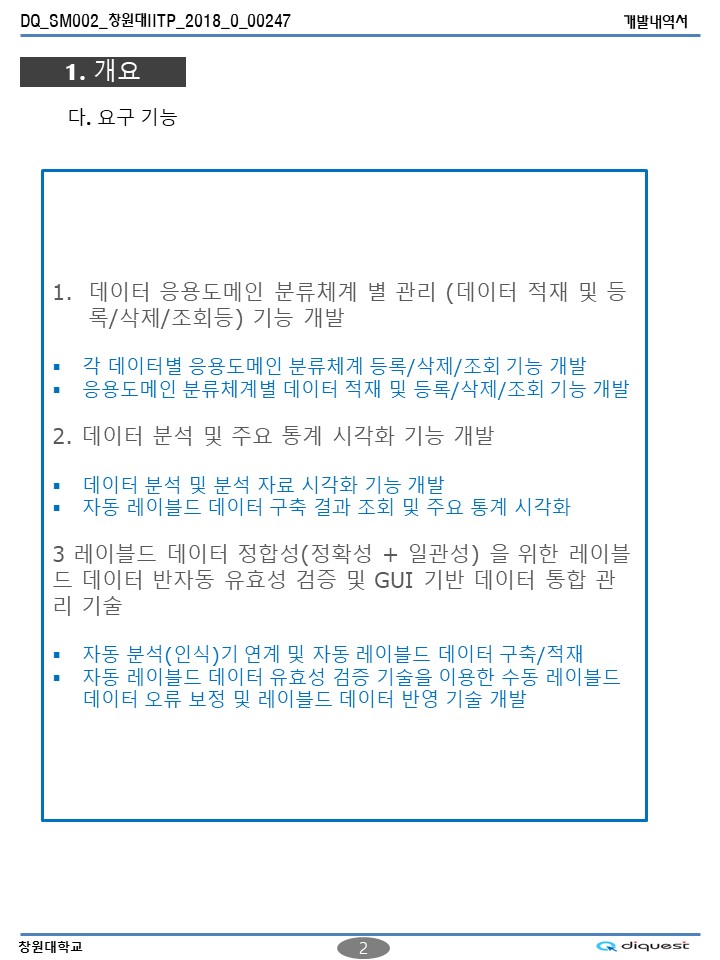 DQ_SM002_창원대IITP_2018_0_00247
개발내역서
1. 개요
다. 요구 기능
1. 데이터 응용도메인 분류체계 별 관리 (데이터 적재 및 등
록/삭제/조회등) 기능 개발
▪ 각 데이터별 응용도메인 분류체계 등록/삭제/조회 기능 개발
▪ 응용도메인 분류체계별 데이터 적재 및 등록/삭제/조회 기능 개발
2. 데이터 분석 및 주요 통계 시각화 기능 개발
▪ 데이터 분석 및 분석 자료 시각화 기능 개발
▪ 자동 레이블드 데이터 구축 결과 조회 및 주요 통계 시각화
3 레이블드 데이터 정합성(정확성 + 일관성) 을 위한 레이블
드 데이터 반자동 유효성 검증 및 GUI 기반 데이터 통합 관
리 기술
▪ 자동 분석(인식)기 연계 및 자동 레이블드 데이터 구축/적재
▪ 자동 레이블드 데이터 유효성 검증 기술을 이용한 수동 레이블드
데이터 오류 보정 및 레이블드 데이터 반영 기술 개발
창원대학교
2
diquest